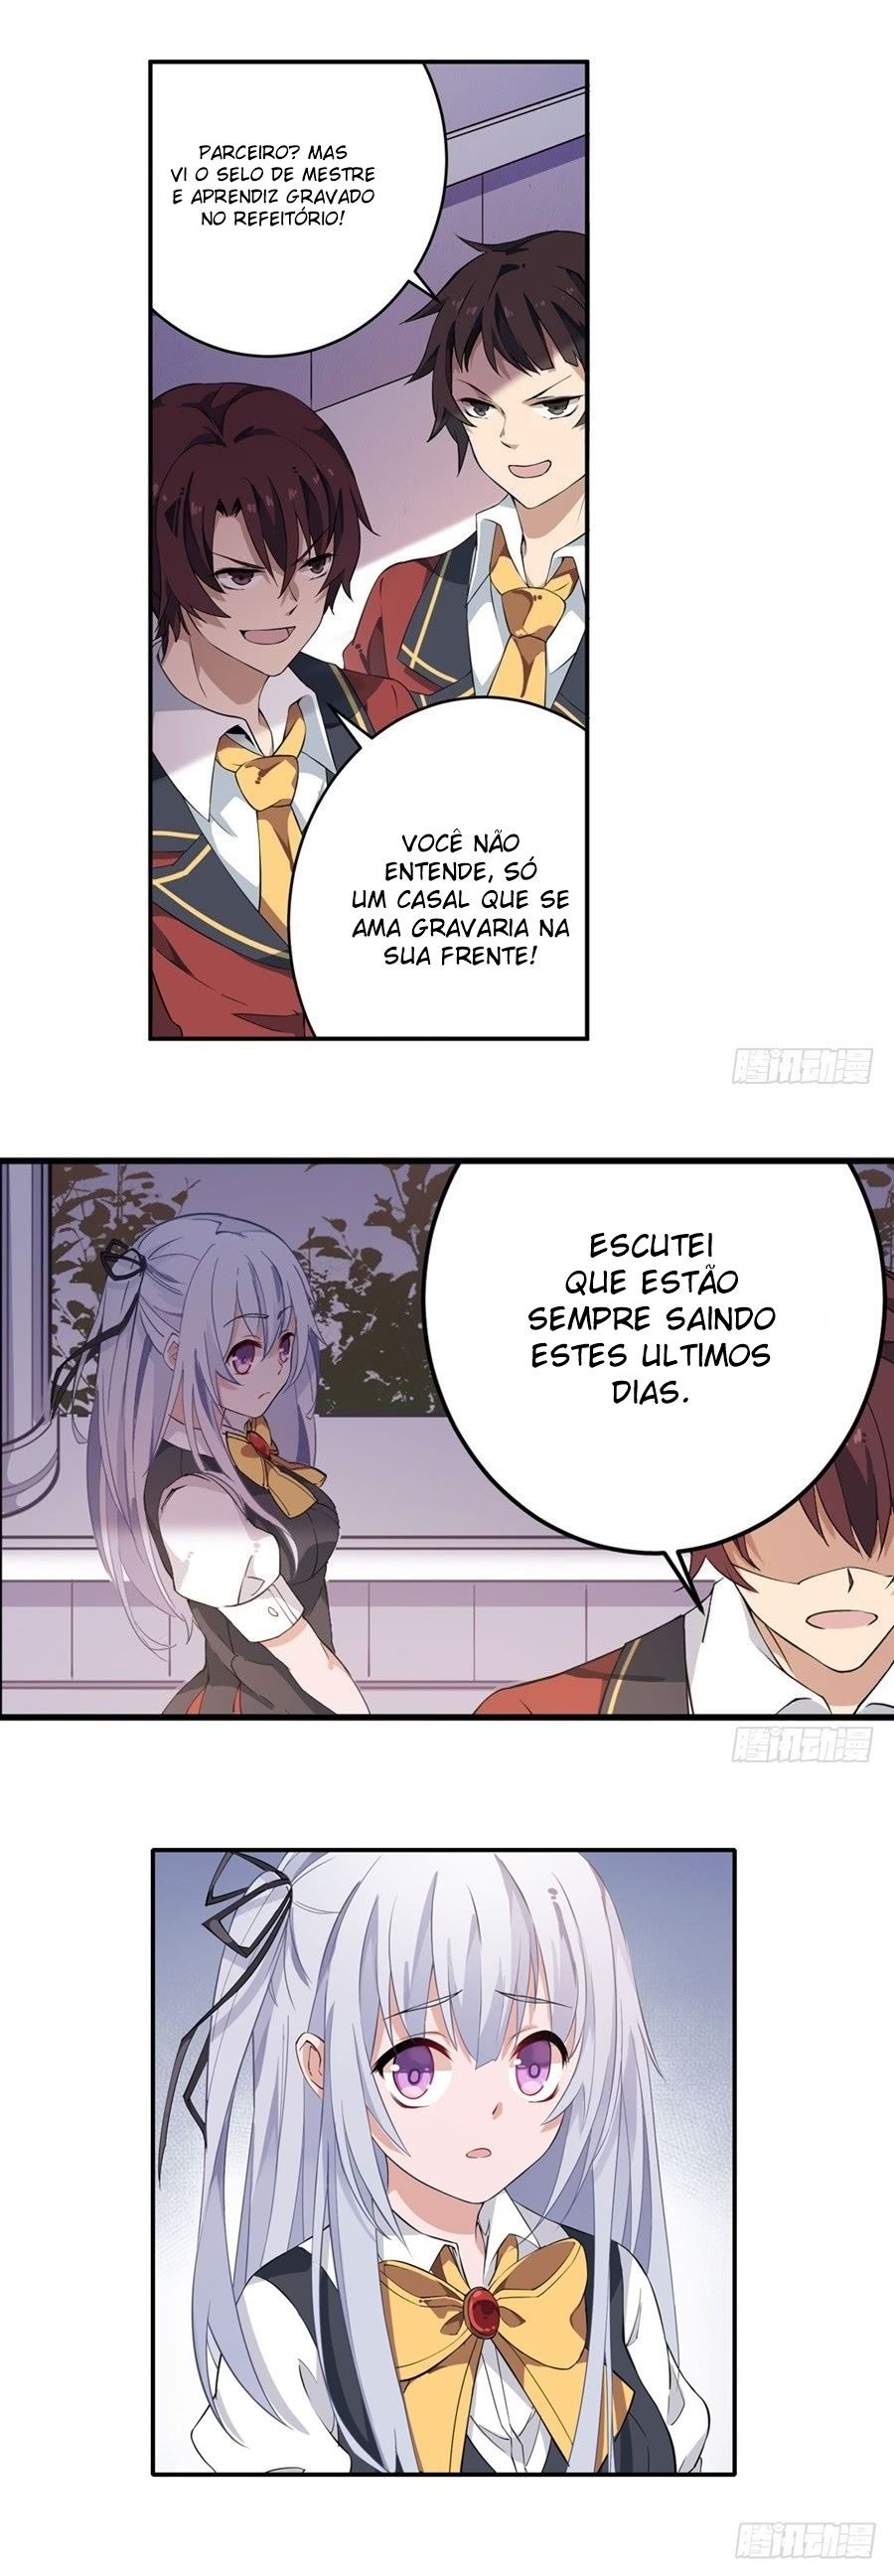 PARCEIRO? MAS
VI O SELO DE MESTRE
E APRENDIZ GRAVADO
NO REFEITÓRIO!
VOCÊ NÃO
ENTENDE, SÓ
UM CASAL QUE SE
AMA GRAVARIA NA
SUA FRENTE!
腾讯动漫
ESCUTEI
QUE ESTÃO
SEMPRE SAINDO
ESTES ULTIMOS
DIAS.
腾讯动漫
腾讯动漫